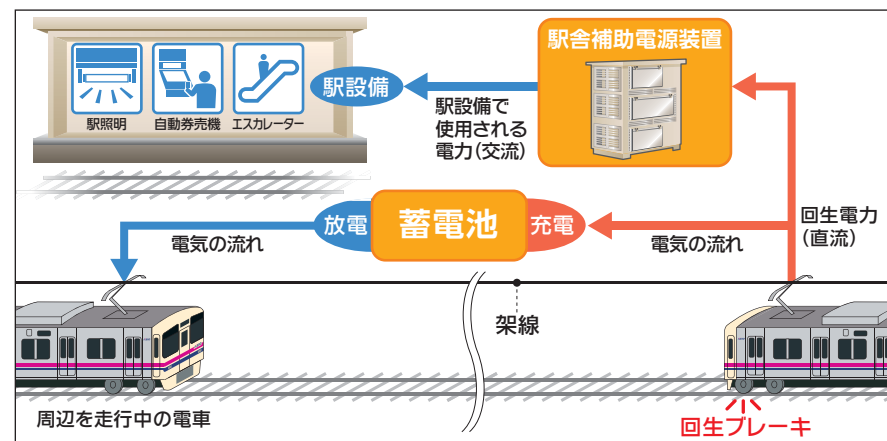 駅舎補助電源装置
駅設備
駅照明
自動券売機
エスカレーター
駅設備で
使用される
電力(交流)
放電
蓄電池
充電
回生電力
(直流)
電気の流れ
電気の流れ
架線
周辺を走行中の電車
回生ブレーキ